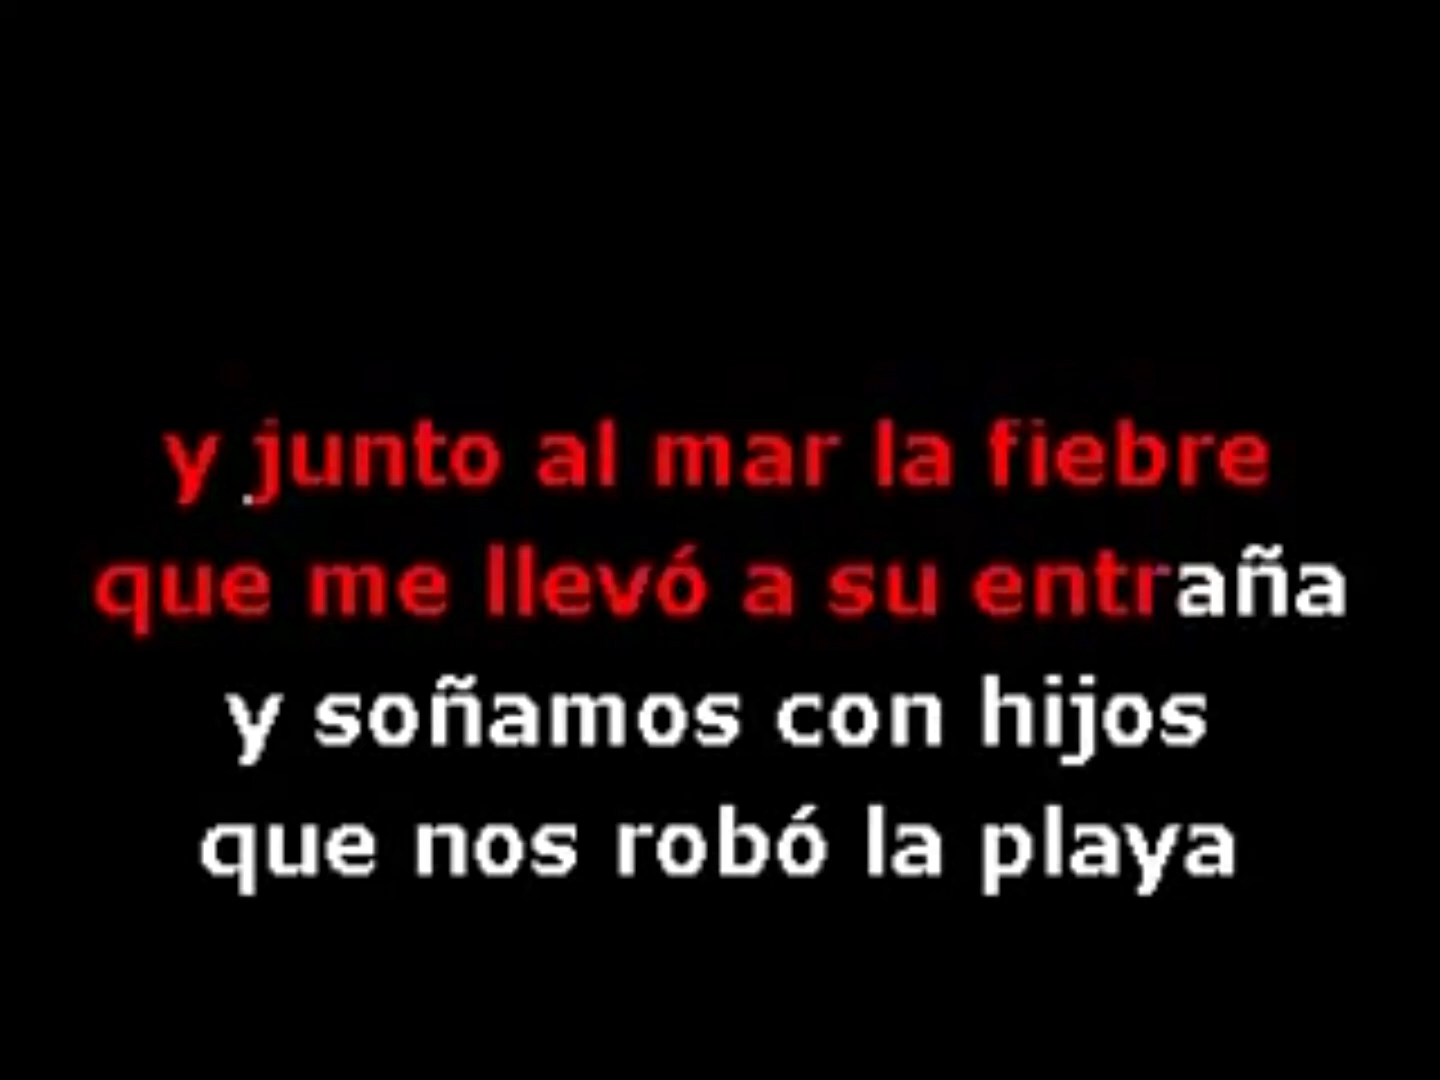 y junto al mar la fiebre
que me llevó a su entraña
y soñamos con hijos
que nos robó la playa